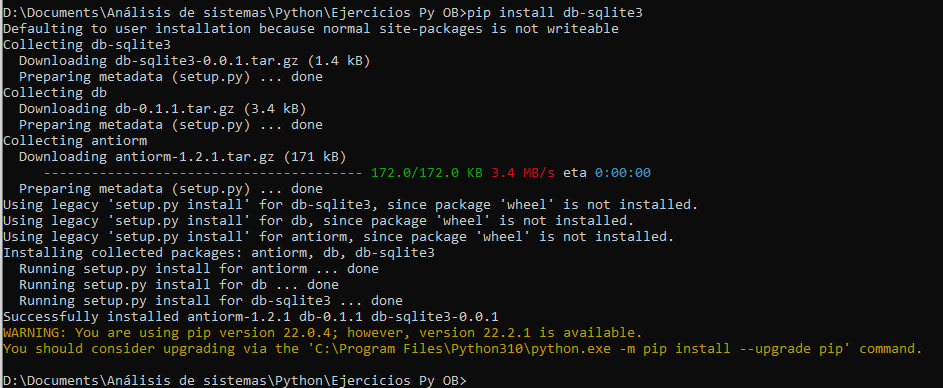 D:\Documents\Análisis de sistemas\Python\Ejercicios Py OB>pip install db-sqlite3
Defaulting to user installation because normal site-packages is not writeable
Collecting db-sqlite3
  Downloading db-sqlite3-0.0.1.tar.gz (1.4 kB)
  Preparing metadata (setup.py) ... done
Collecting db
  Downloading db-0.1.1.tar.gz (3.4 kB)
  Preparing metadata (setup.py) ... done
Collecting antiorm
  Downloading antiorm-1.2.1.tar.gz (171 kB)
     ---------------------------------------- 172.0/172.0 KB 3.4 MB/s eta 0:00:00
  Preparing metadata (setup.py) ... done
Using legacy 'setup.py install' for db-sqlite3, since package 'wheel' is not installed.
Using legacy 'setup.py install' for db, since package 'wheel' is not installed.
Using legacy 'setup.py install' for antiorm, since package 'wheel' is not installed.
Installing collected packages: antiorm, db, db-sqlite3
  Running setup.py install for antiorm ... done
  Running setup.py install for db ... done
  Running setup.py install for db-sqlite3 ... done
Successfully installed antiorm-1.2.1 db-0.1.1 db-sqlite3-0.0.1
WARNING: You are using pip version 22.0.4; however, version 22.2.1 is available.
You should consider upgrading via the 'C:\Program Files\Python310\python.exe -m pip install --upgrade pip' command.
D:\Documents\Análisis de sistemas\Python\Ejercicios Py OB>